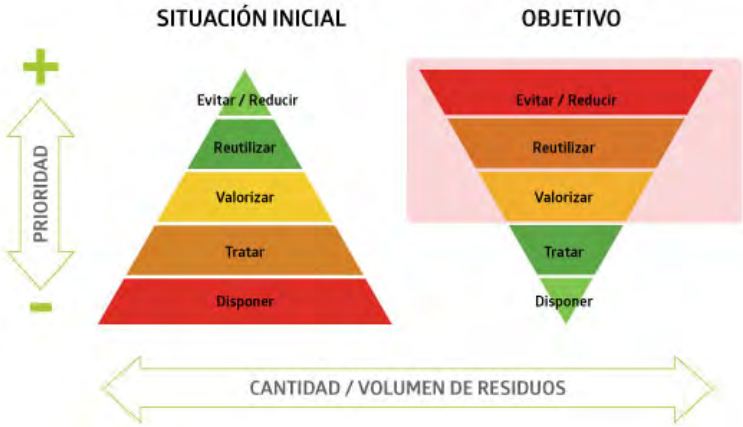 SITUACIÓN INICIAL
OBJETIVO
+
PRIORIDAD
-
Evitar / Reducir
Reutilizar
Valorizar
Tratar
Disponer
Evitar / Reducir
Reutilizar
Valorizar
Tratar
Disponer
CANTIDAD / VOLUMEN DE RESIDUOS